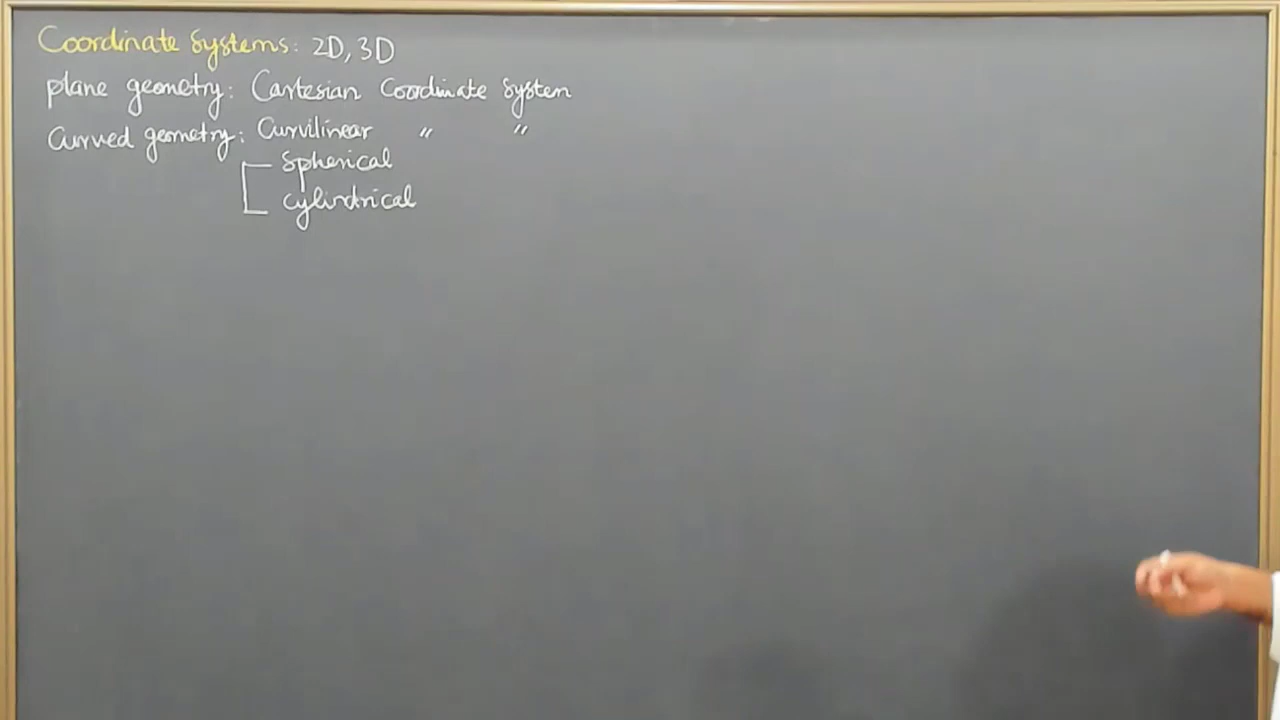 Coordinate Systems: 2D, 3D
plane geometry: Cartesian Coordinate System
Curved geometry: Curvilinear " "
Spherical
cylindrical